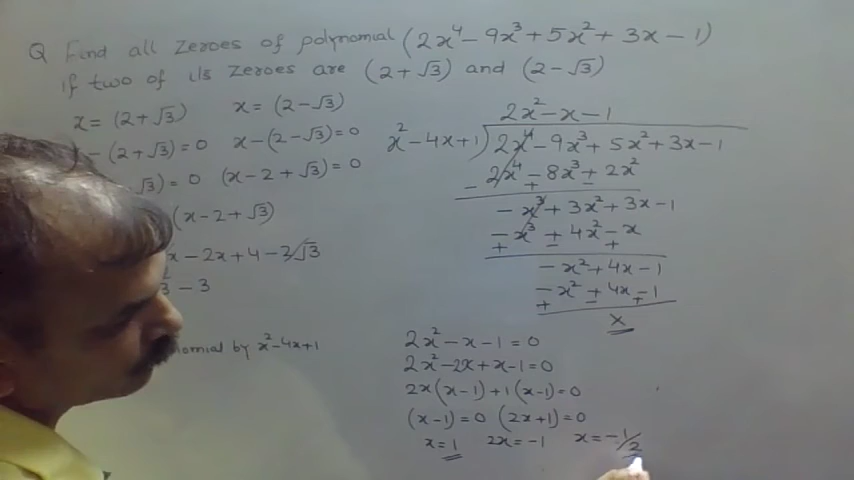 Q Find all zeroes of polynomial (2x⁴ - 9x³ + 5x² + 3x - 1)
if two of its zeroes are (2 + √3) and (2 - √3)
x = (2 + √3) x = (2 - √3)
- (2 + √3) = 0 x - (2 - √3) = 0
√3) = 0 (x - 2 + √3) = 0
(x - 2 + √3)
x - 2x + 4 - 2√3
- 3
by x² - 4x + 1
2x² - x - 1
x² - 4x + 1 ) 2x⁴ - 9x³ + 5x² + 3x - 1
2x⁴ - 8x³ + 2x²
- + -
- x³ + 3x² + 3x - 1
- x³ + 4x² - x
+ - +
- x² + 4x - 1
- x² + 4x - 1
+ - +
x
2x² - x - 1 = 0
2x² - 2x + x - 1 = 0
2x (x - 1) + 1 (x - 1) = 0
(x - 1) = 0 (2x + 1) = 0
x = 1 2x = -1 x = -1/2